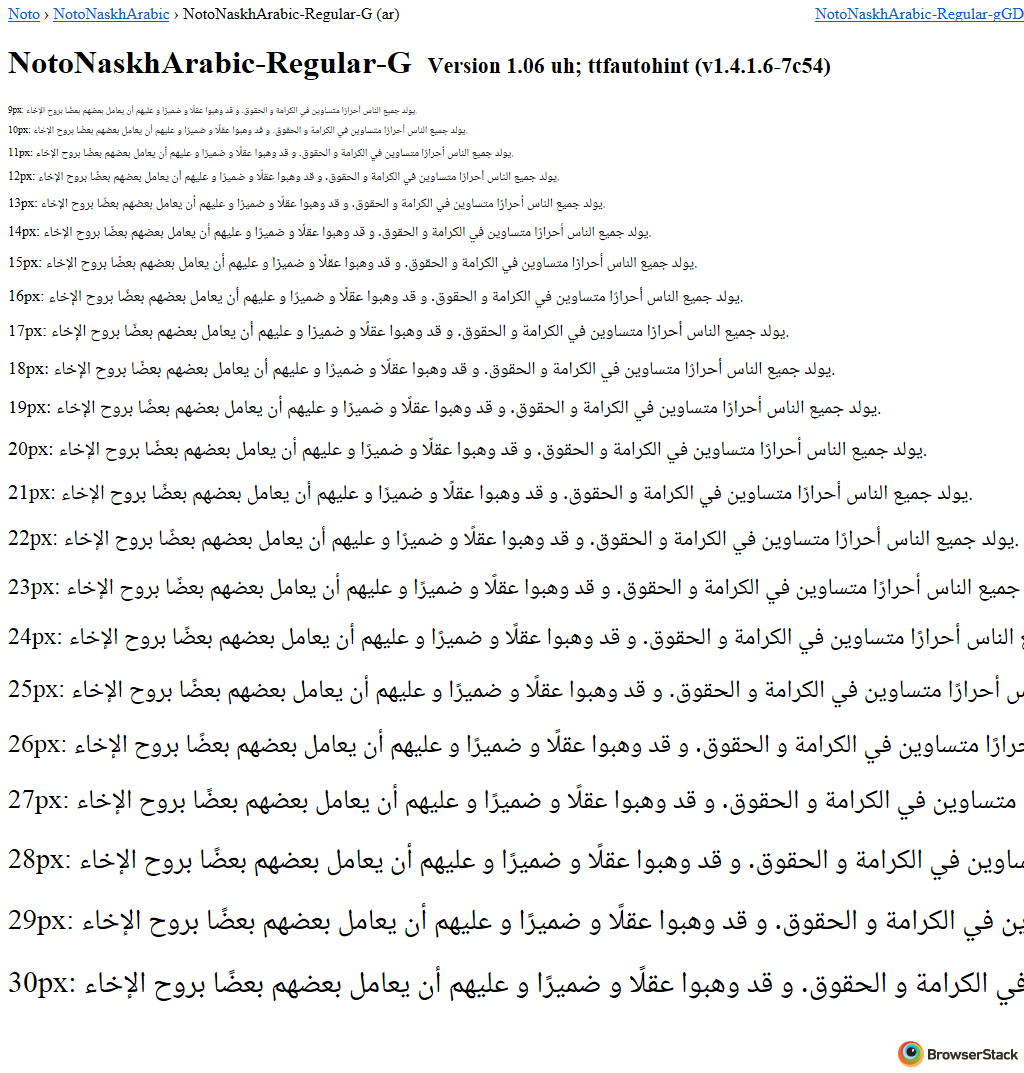 Noto › NotoNaskhArabic › NotoNaskhArabic-Regular-G (ar) NotoNaskhArabic-Regular-gGD
NotoNaskhArabic-Regular-G Version 1.06 uh; ttfautohint (v1.4.1.6-7c54)
9px: يولد جميع الناس أحرارًا متساوين في الكرامة و الحقوق. و قد وهبوا عقلًا و ضميرًا و عليهم أن يعامل بعضهم بعضًا بروح الإخاء.
10px: يولد جميع الناس أحرارًا متساوين في الكرامة و الحقوق. و قد وهبوا عقلًا و ضميرًا و عليهم أن يعامل بعضهم بعضًا بروح الإخاء.
11px: يولد جميع الناس أحرارًا متساوين في الكرامة و الحقوق. و قد وهبوا عقلًا و ضميرًا و عليهم أن يعامل بعضهم بعضًا بروح الإخاء.
12px: يولد جميع الناس أحرارًا متساوين في الكرامة و الحقوق. و قد وهبوا عقلًا و ضميرًا و عليهم أن يعامل بعضهم بعضًا بروح الإخاء.
13px: يولد جميع الناس أحرارًا متساوين في الكرامة و الحقوق. و قد وهبوا عقلًا و ضميرًا و عليهم أن يعامل بعضهم بعضًا بروح الإخاء.
14px: يولد جميع الناس أحرارًا متساوين في الكرامة و الحقوق. و قد وهبوا عقلًا و ضميرًا و عليهم أن يعامل بعضهم بعضًا بروح الإخاء.
15px: يولد جميع الناس أحرارًا متساوين في الكرامة و الحقوق. و قد وهبوا عقلًا و ضميرًا و عليهم أن يعامل بعضهم بعضًا بروح الإخاء.
16px: يولد جميع الناس أحرارًا متساوين في الكرامة و الحقوق. و قد وهبوا عقلًا و ضميرًا و عليهم أن يعامل بعضهم بعضًا بروح الإخاء.
17px: يولد جميع الناس أحرارًا متساوين في الكرامة و الحقوق. و قد وهبوا عقلًا و ضميرًا و عليهم أن يعامل بعضهم بعضًا بروح الإخاء.
18px: يولد جميع الناس أحرارًا متساوين في الكرامة و الحقوق. و قد وهبوا عقلًا و ضميرًا و عليهم أن يعامل بعضهم بعضًا بروح الإخاء.
19px: يولد جميع الناس أحرارًا متساوين في الكرامة و الحقوق. و قد وهبوا عقلًا و ضميرًا و عليهم أن يعامل بعضهم بعضًا بروح الإخاء.
20px: يولد جميع الناس أحرارًا متساوين في الكرامة و الحقوق. و قد وهبوا عقلًا و ضميرًا و عليهم أن يعامل بعضهم بعضًا بروح الإخاء.
21px: يولد جميع الناس أحرارًا متساوين في الكرامة و الحقوق. و قد وهبوا عقلًا و ضميرًا و عليهم أن يعامل بعضهم بعضًا بروح الإخاء.
22px: يولد جميع الناس أحرارًا متساوين في الكرامة و الحقوق. و قد وهبوا عقلًا و ضميرًا و عليهم أن يعامل بعضهم بعضًا بروح الإخاء.
23px: جميع الناس أحرارًا متساوين في الكرامة و الحقوق. و قد وهبوا عقلًا و ضميرًا و عليهم أن يعامل بعضهم بعضًا بروح الإخاء
24px: الناس أحرارًا متساوين في الكرامة و الحقوق. و قد وهبوا عقلًا و ضميرًا و عليهم أن يعامل بعضهم بعضًا بروح الإخاء
25px: أحرارًا متساوين في الكرامة و الحقوق. و قد وهبوا عقلًا و ضميرًا و عليهم أن يعامل بعضهم بعضًا بروح الإخاء
26px: متساوين في الكرامة و الحقوق. و قد وهبوا عقلًا و ضميرًا و عليهم أن يعامل بعضهم بعضًا بروح الإخاء
27px: متساوين في الكرامة و الحقوق. و قد وهبوا عقلًا و ضميرًا و عليهم أن يعامل بعضهم بعضًا بروح الإخاء
28px: في الكرامة و الحقوق. و قد وهبوا عقلًا و ضميرًا و عليهم أن يعامل بعضهم بعضًا بروح الإخاء
29px: في الكرامة و الحقوق. و قد وهبوا عقلًا و ضميرًا و عليهم أن يعامل بعضهم بعضًا بروح الإخاء
30px: في الكرامة و الحقوق. و قد وهبوا عقلًا و ضميرًا و عليهم أن يعامل بعضهم بعضًا بروح الإخاء
BrowserStack